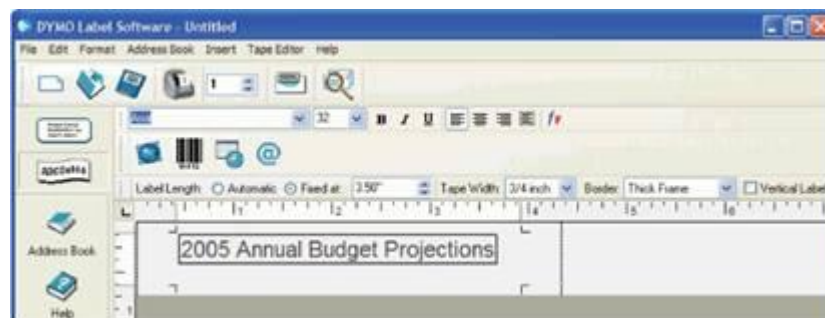 DYMO Label Software - Untitled
File Edit Format Address Book Insert Tape Editor Help
1
Arial 32 B I U
Label Length: Automatic Fixed at: 3.50" Tape Width: 3/4 inch Border: Thick Frame Vertical Label
1 2 3 4 5 6
2005 Annual Budget Projections
Address Book
Help
1